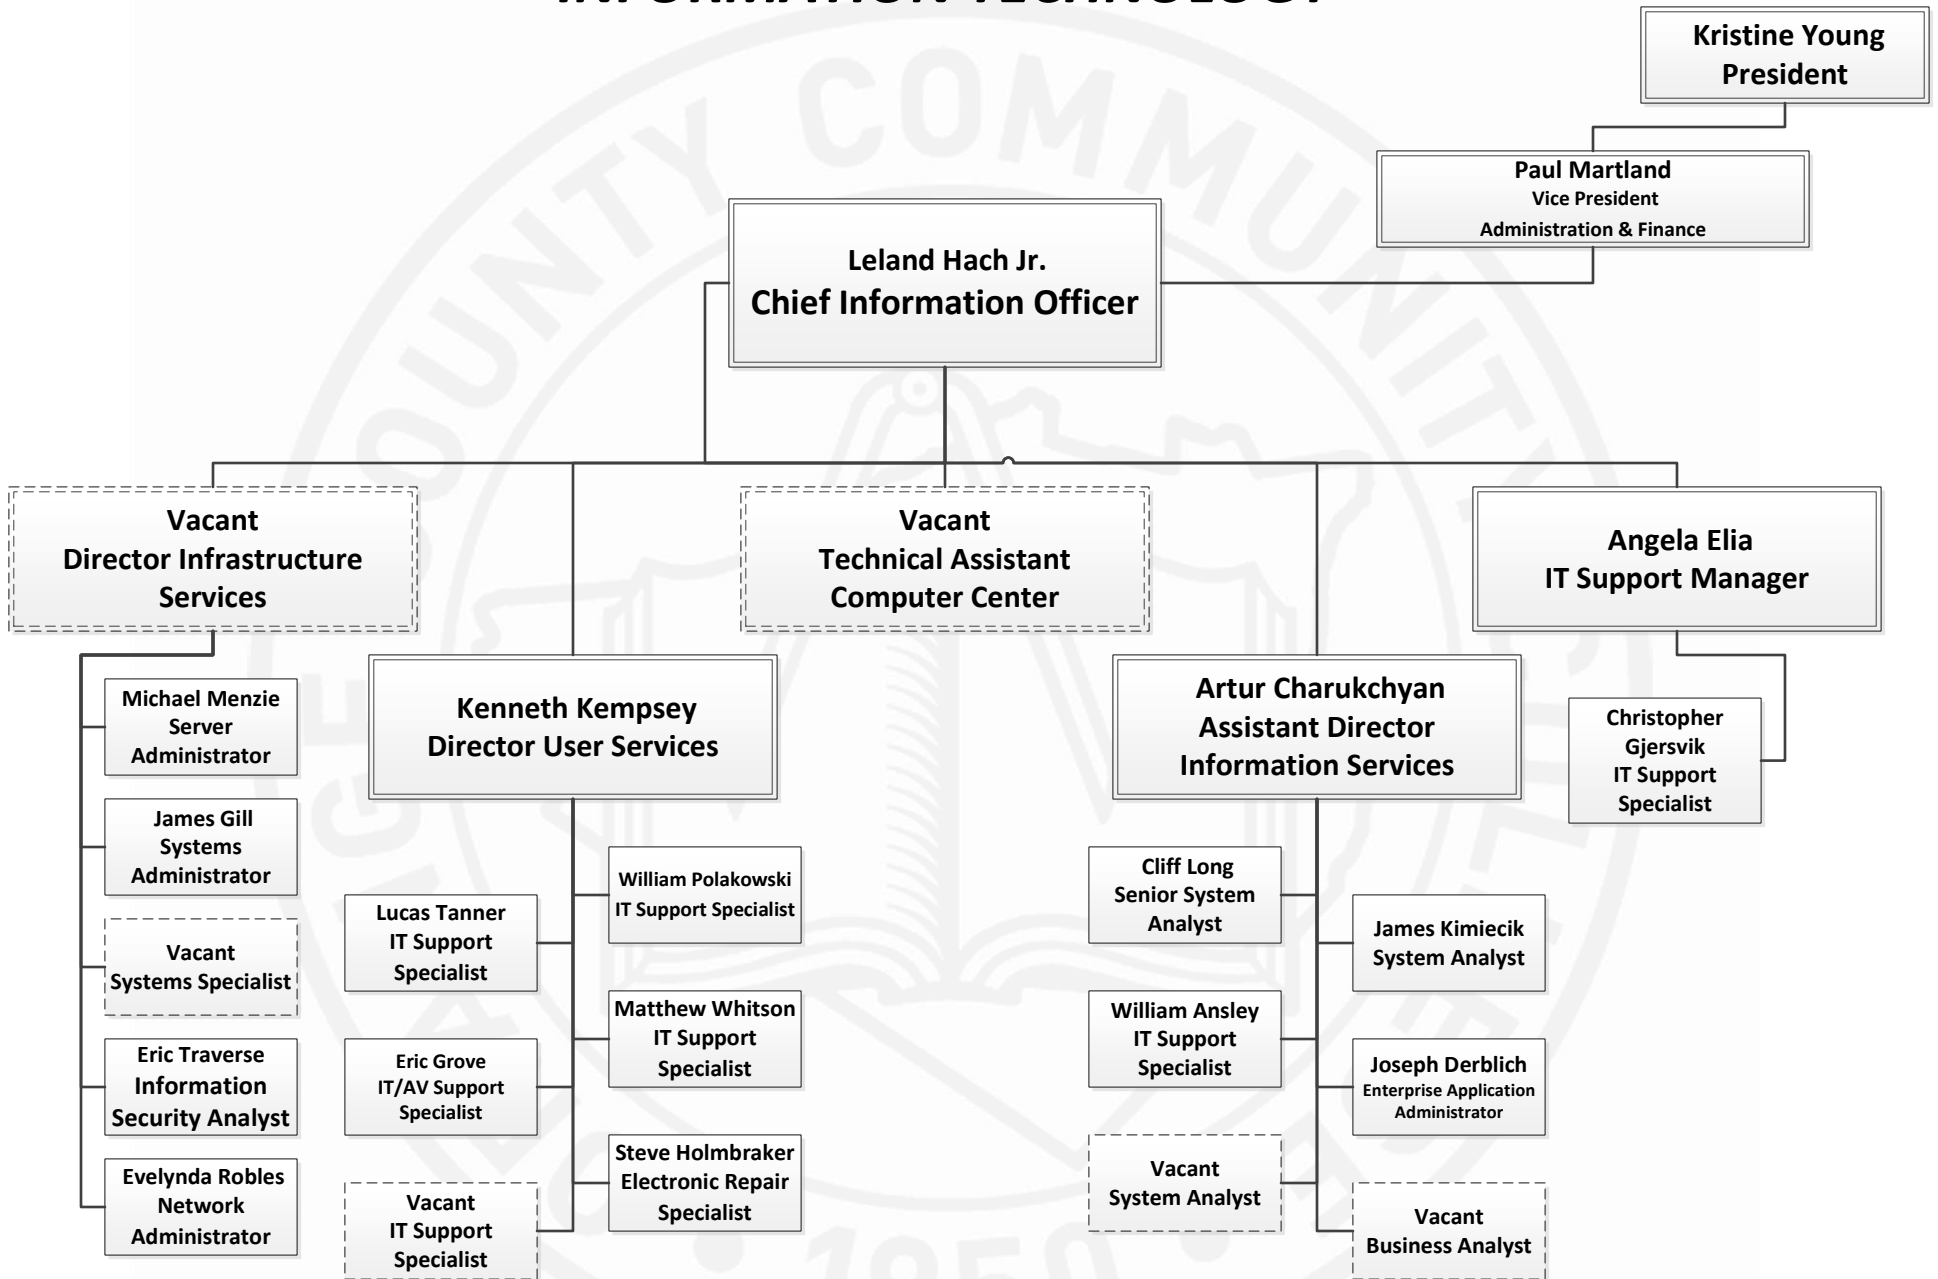 INFORMATION TECHNOLOGY
Kristine Young
President
Paul Martland
Vice President
Administration & Finance
Leland Hach Jr.
Chief Information Officer
Vacant
Director Infrastructure
Services
Vacant
Technical Assistant
Computer Center
Angela Elia
IT Support Manager
Kenneth Kempsey
Director User Services
Artur Charukchyan
Assistant Director
Information Services
Michael Menzie
Server
Administrator
James Gill
Systems
Administrator
Vacant
Systems Specialist
Eric Traverse
Information
Security Analyst
Evelynda Robles
Network
Administrator
Lucas Tanner
IT Support
Specialist
Eric Grove
IT/AV Support
Specialist
Vacant
IT Support
Specialist
William Polakowski
IT Support Specialist
Matthew Whitson
IT Support
Specialist
Steve Holmbraker
Electronic Repair
Specialist
Cliff Long
Senior System
Analyst
William Ansley
IT Support
Specialist
Vacant
System Analyst
James Kimiecik
System Analyst
Joseph Derblich
Enterprise Application
Administrator
Vacant
Business Analyst
Christopher
Gjersvik
IT Support
Specialist
COUNTY COMMUNITY
1950